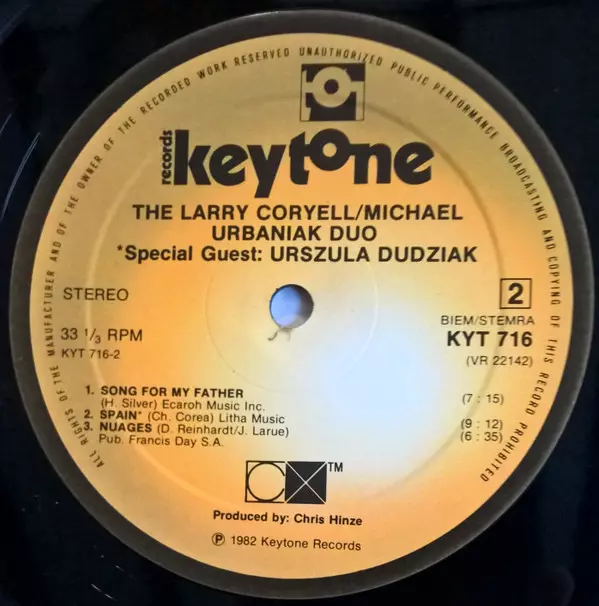 ALL RIGHTS OF THE MANUFACTURER AND OF THE OWNER OF THE RECORDED WORK RESERVED UNAUTHORIZED PUBLIC PERFORMANCE BROADCASTING AND COPYING OF THIS RECORD PROHIBITED
records keytone
THE LARRY CORYELL/MICHAEL
URBANIAK DUO
*Special Guest: URSZULA DUDZIAK
STEREO
2
BIEM/STEMRA
33 1/3 RPM
KYT 716
KYT 716-2
(VR 22142)
1. SONG FOR MY FATHER
(H. Silver) Ecaroh Music Inc. (7 : 15)
2. SPAIN* (Ch. Corea) Litha Music (9 : 12)
3. NUAGES (D. Reinhardt/J. Larue) (6 : 35)
Pub. Francis Day S.A.
TM
Produced by: Chris Hinze
℗ 1982 Keytone Records